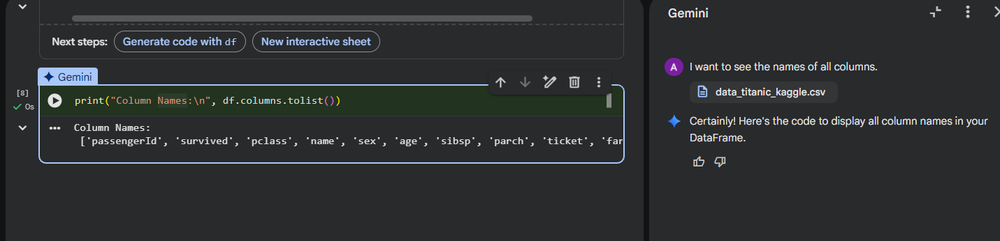 Next steps: Generate code with df New interactive sheet
Gemini
[8]
0s
print("Column Names:\n", df.columns.tolist())
Column Names:
['passengerId', 'survived', 'pclass', 'name', 'sex', 'age', 'sibsp', 'parch', 'ticket', 'far
Gemini
A
I want to see the names of all columns.
data_titanic_kaggle.csv
Certainly! Here's the code to display all column names in your
DataFrame.